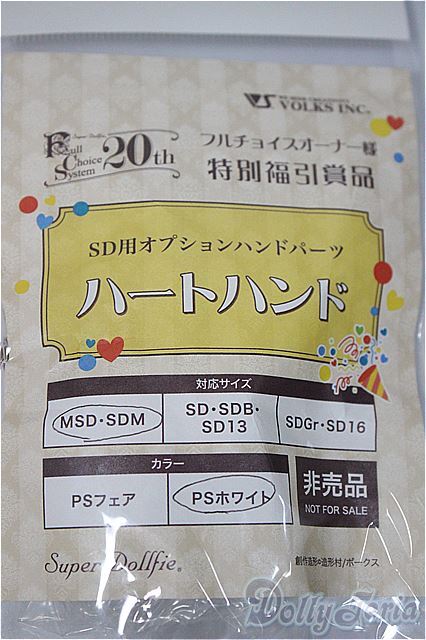 VOLKS INC.
Super Dollfie®
Full Choice System 20th
フルチョイスオーナー様
特別福引賞品
SD用オプションハンドパーツ
ハートハンド
対応サイズ
MSD・SDM
SD・SDB・
SD13
SDGr・SD16
カラー
PSフェア
PSホワイト
非売品
NOT FOR SALE
Super Dollfie®
創作造形©造形村/ボークス
DollyTeria